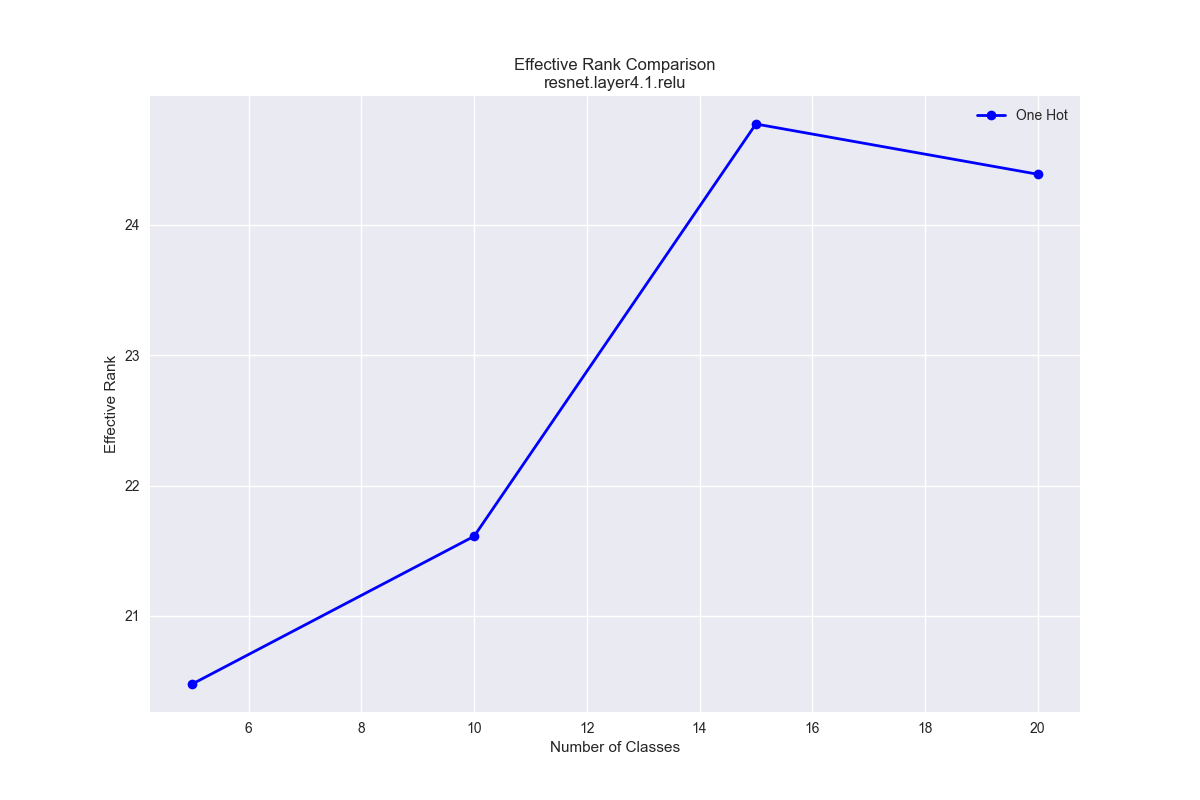 Effective Rank Comparison
resnet.layer4.1.relu
One Hot
24
23
22
21
Effective Rank
6 8 10 12 14 16 18 20
Number of Classes